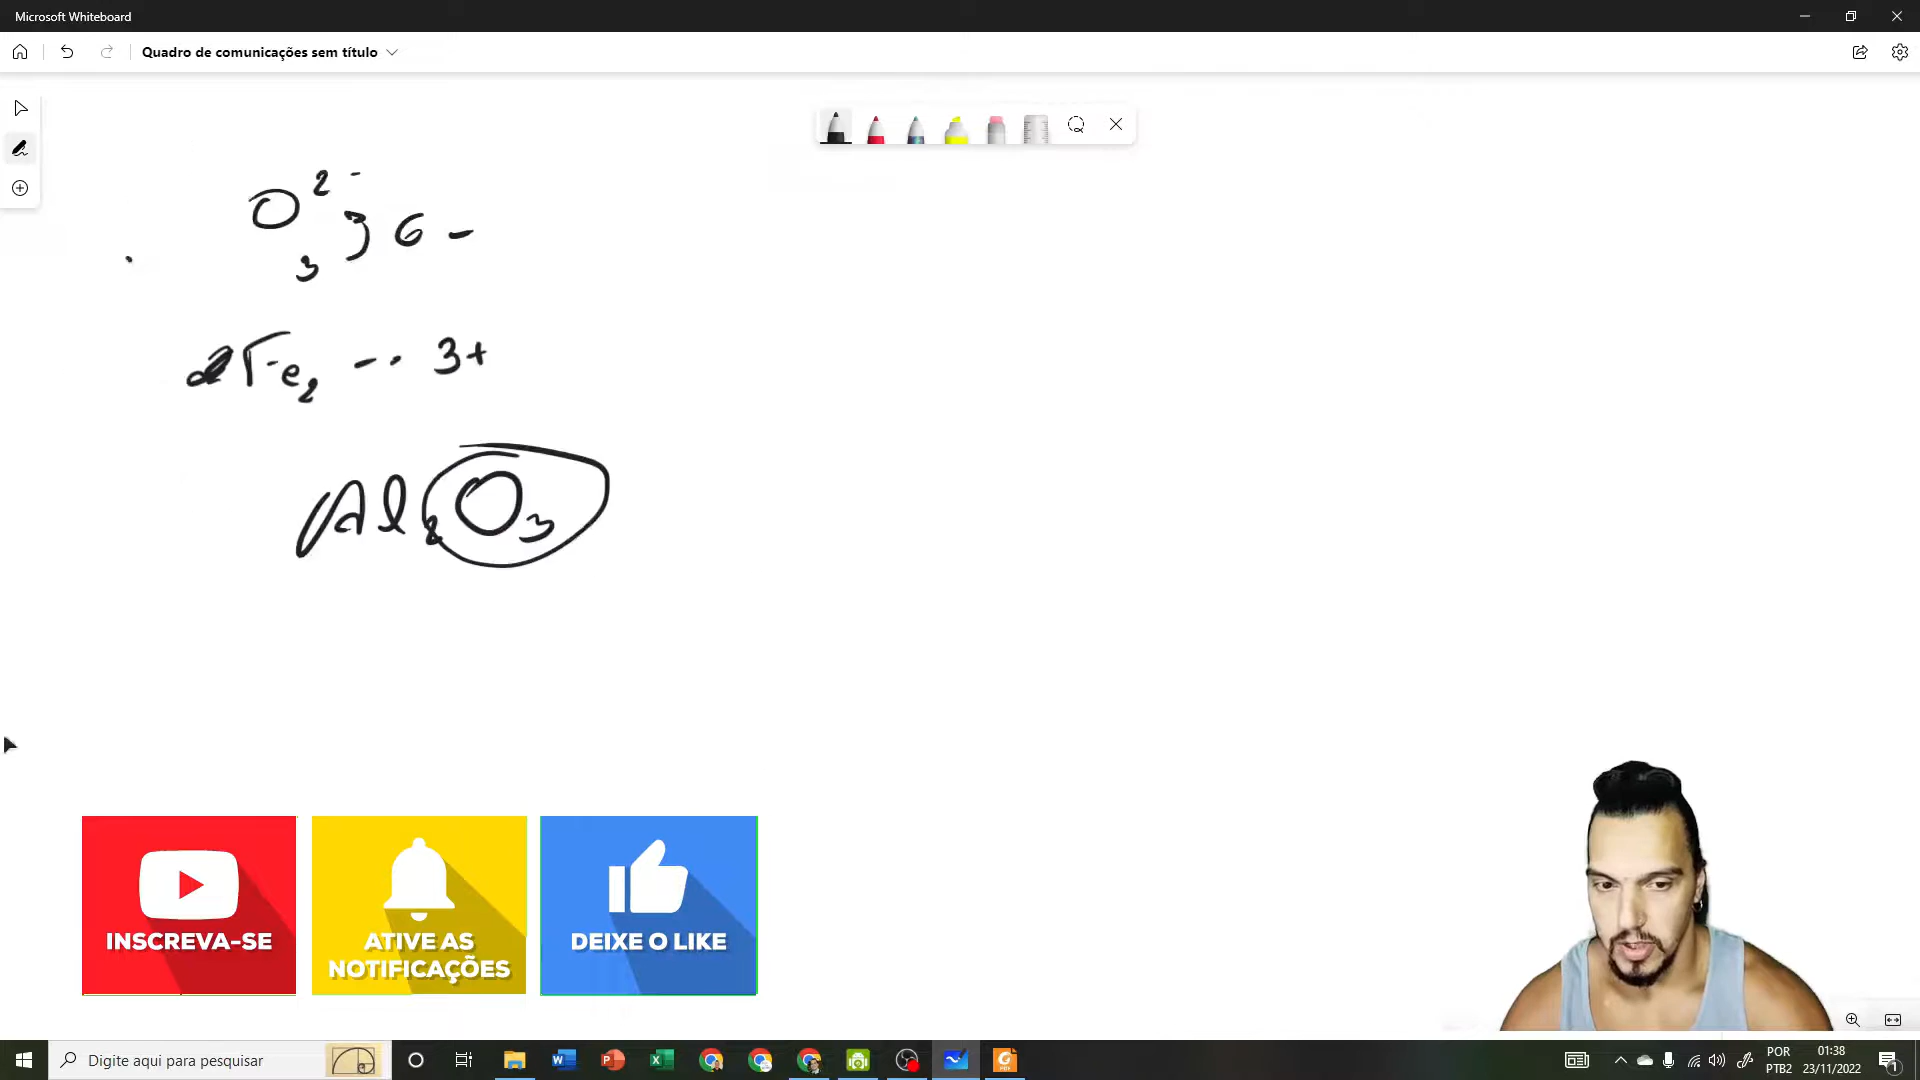 Microsoft Whiteboard
Quadro de comunicações sem título
O 2-
3 } 6 -
Fe2 -- 3+
Al2O3
INSCREVA-SE
ATIVE AS
NOTIFICAÇÕES
DEIXE O LIKE
Digite aqui para pesquisar
POR
PTB2
01:38
23/11/2022